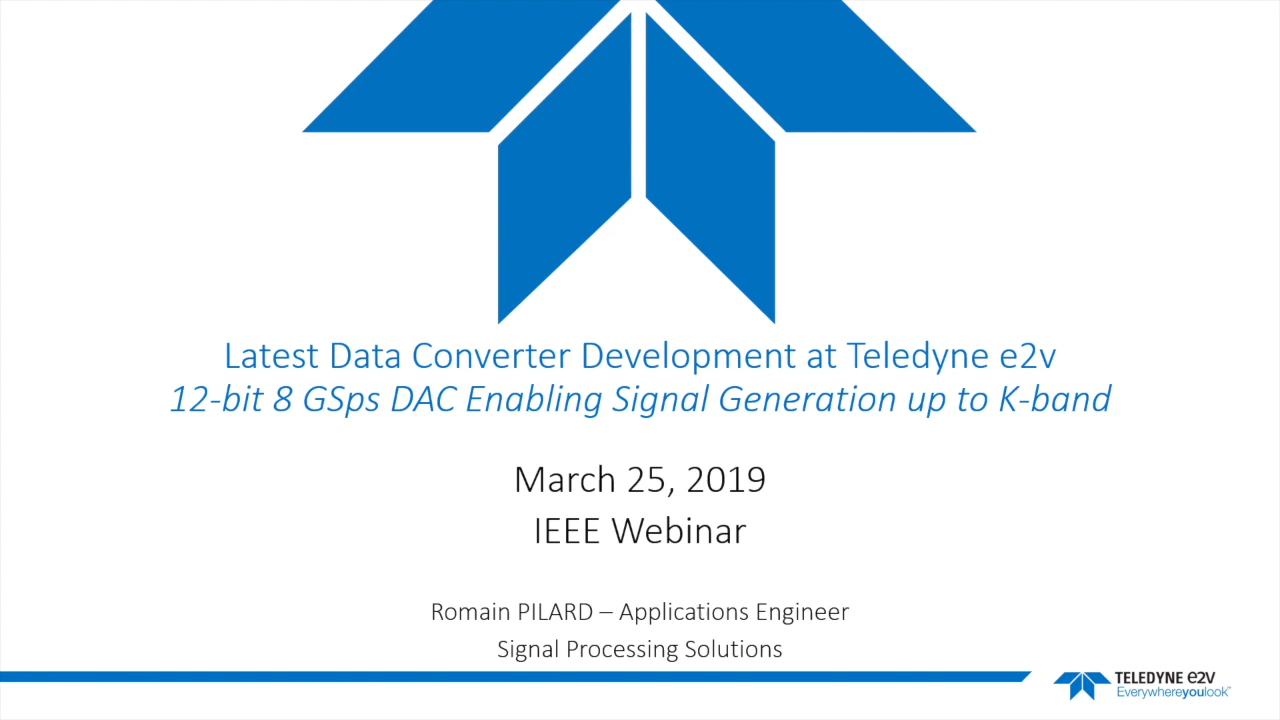 Latest Data Converter Development at Teledyne e2v
12-bit 8 GSps DAC Enabling Signal Generation up to K-band
March 25, 2019
IEEE Webinar
Romain PILARD – Applications Engineer
Signal Processing Solutions
TELEDYNE e2v
Everywhereyoulook™